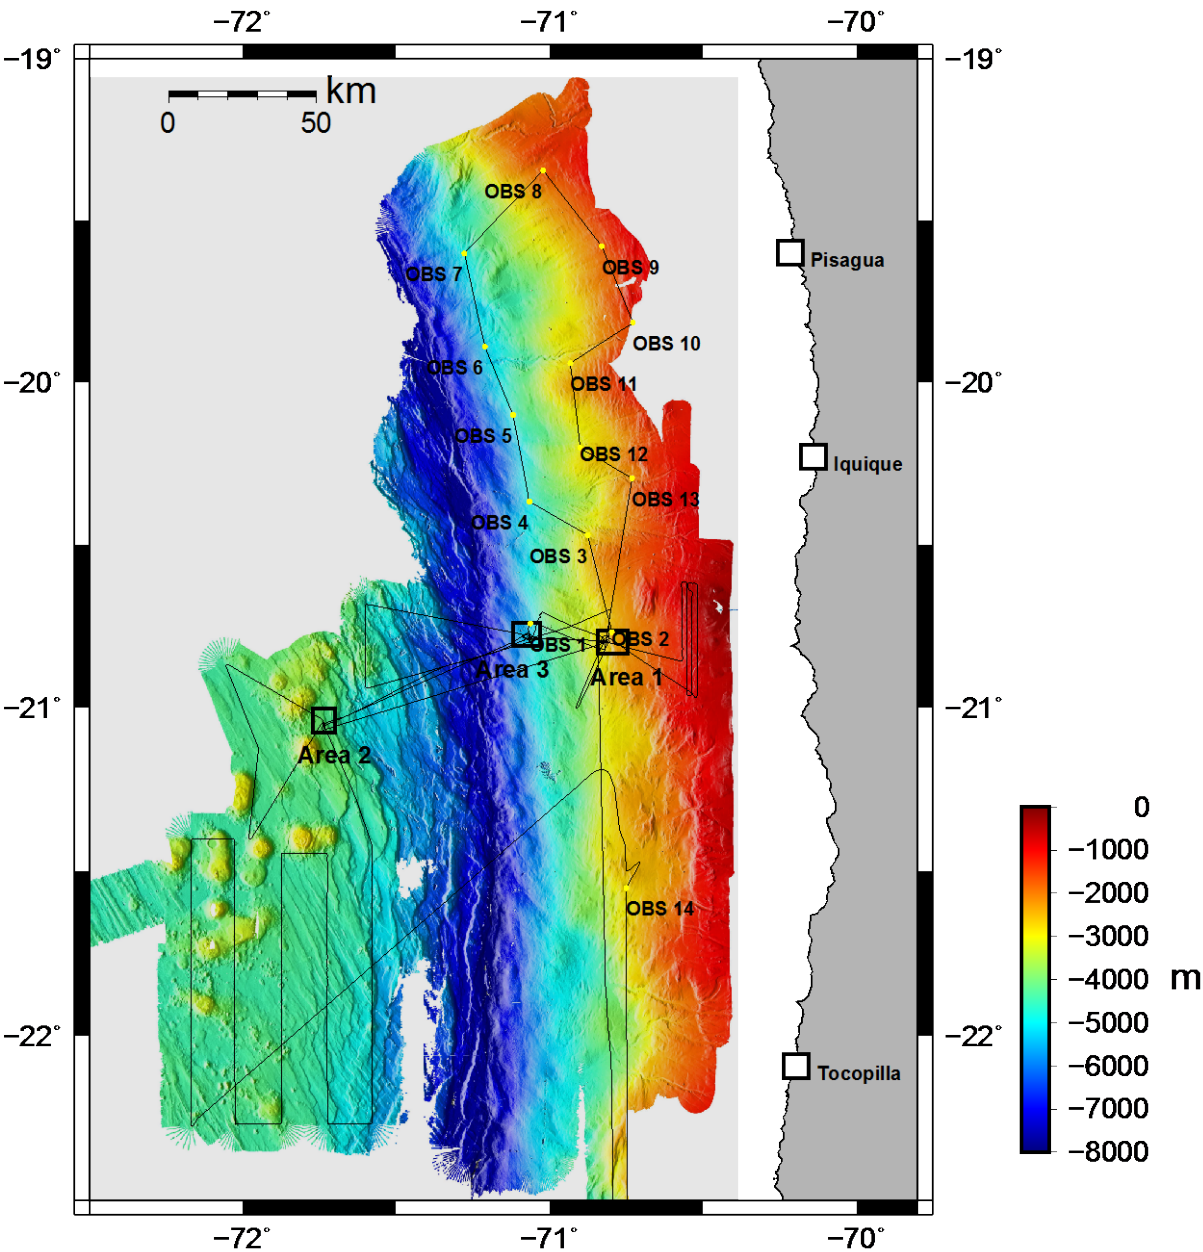 −72° −71° −70°
−19° −19°
km
0 50
OBS 8
Pisagua
OBS 9
OBS 7
OBS 10
OBS 6
−20° −20°
OBS 11
OBS 5
OBS 12
Iquique
OBS 13
OBS 4
OBS 3
OBS 1 OBS 2
Area 3 Area 1
−21° −21°
Area 2
0
−1000
−2000
OBS 14
−3000
−4000 m
−5000
−22° −22°
−6000
Tocopilla
−7000
−8000
−72° −71° −70°